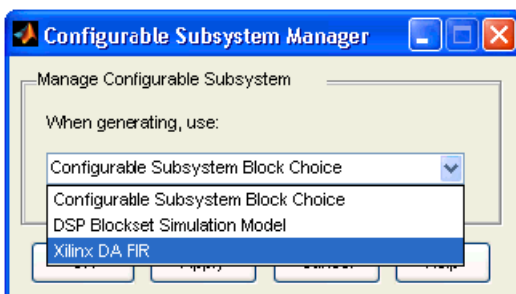 Configurable Subsystem Manager
Manage Configurable Subsystem
When generating, use:
Configurable Subsystem Block Choice
Configurable Subsystem Block Choice
DSP Blockset Simulation Model
Xilinx DA FIR